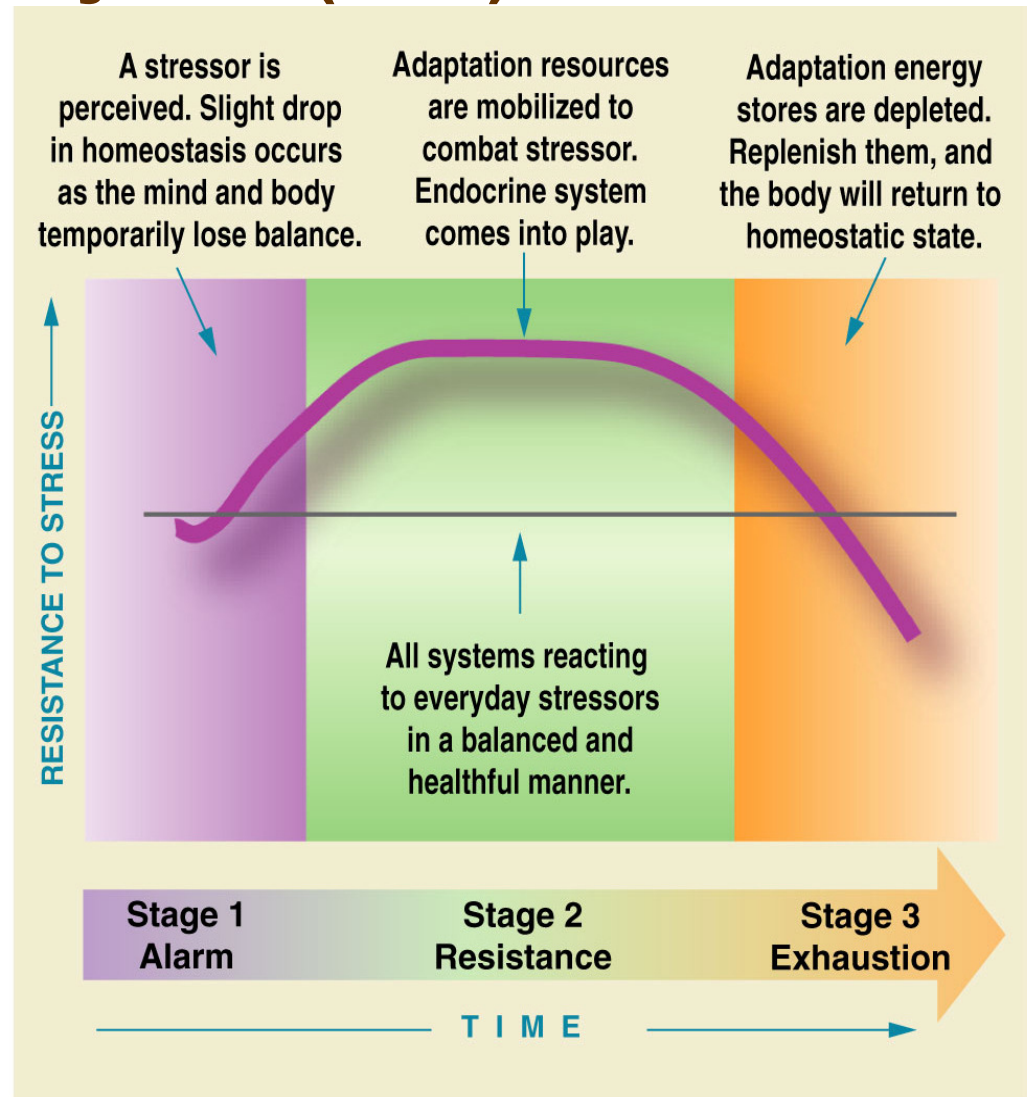 A stressor is
perceived. Slight drop
in homeostasis occurs
as the mind and body
temporarily lose balance.
Adaptation resources
are mobilized to
combat stressor.
Endocrine system
comes into play.
Adaptation energy
stores are depleted.
Replenish them, and
the body will return to
homeostatic state.
RESISTANCE TO STRESS
All systems reacting
to everyday stressors
in a balanced and
healthful manner.
Stage 1
Alarm
Stage 2
Resistance
Stage 3
Exhaustion
TIME